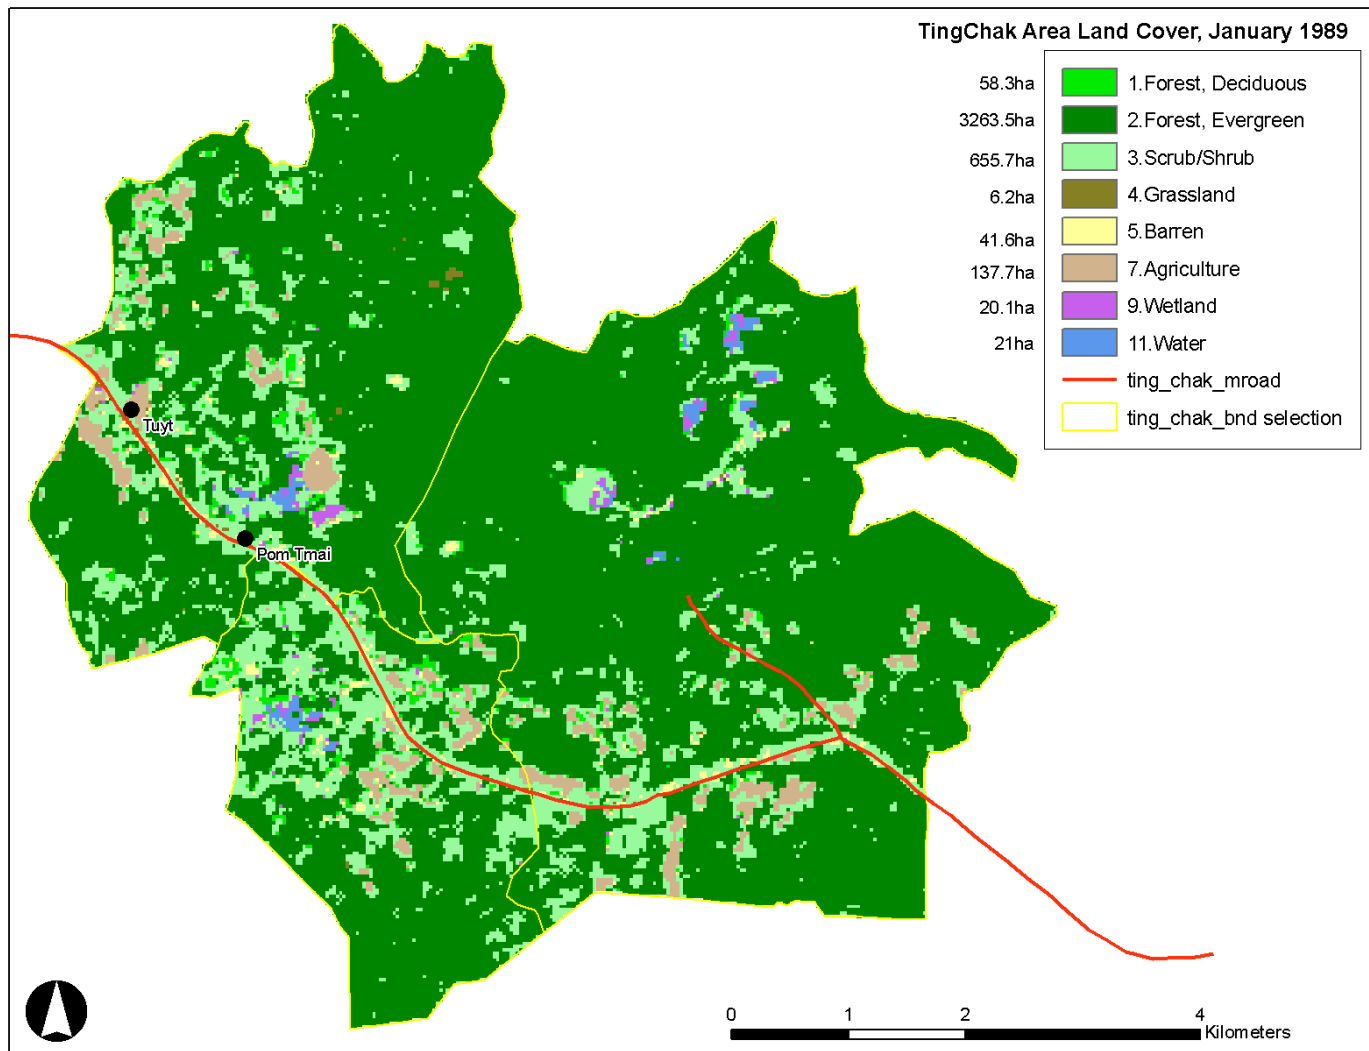 TingChak Area Land Cover, January 1989
58.3ha 1.Forest, Deciduous
3263.5ha 2.Forest, Evergreen
655.7ha 3.Scrub/Shrub
6.2ha 4.Grassland
41.6ha 5.Barren
137.7ha 7.Agriculture
20.1ha 9.Wetland
21ha 11.Water
ting_chak_mroad
ting_chak_bnd selection
Tuyt
Pom Tmai
0 1 2 4
Kilometers